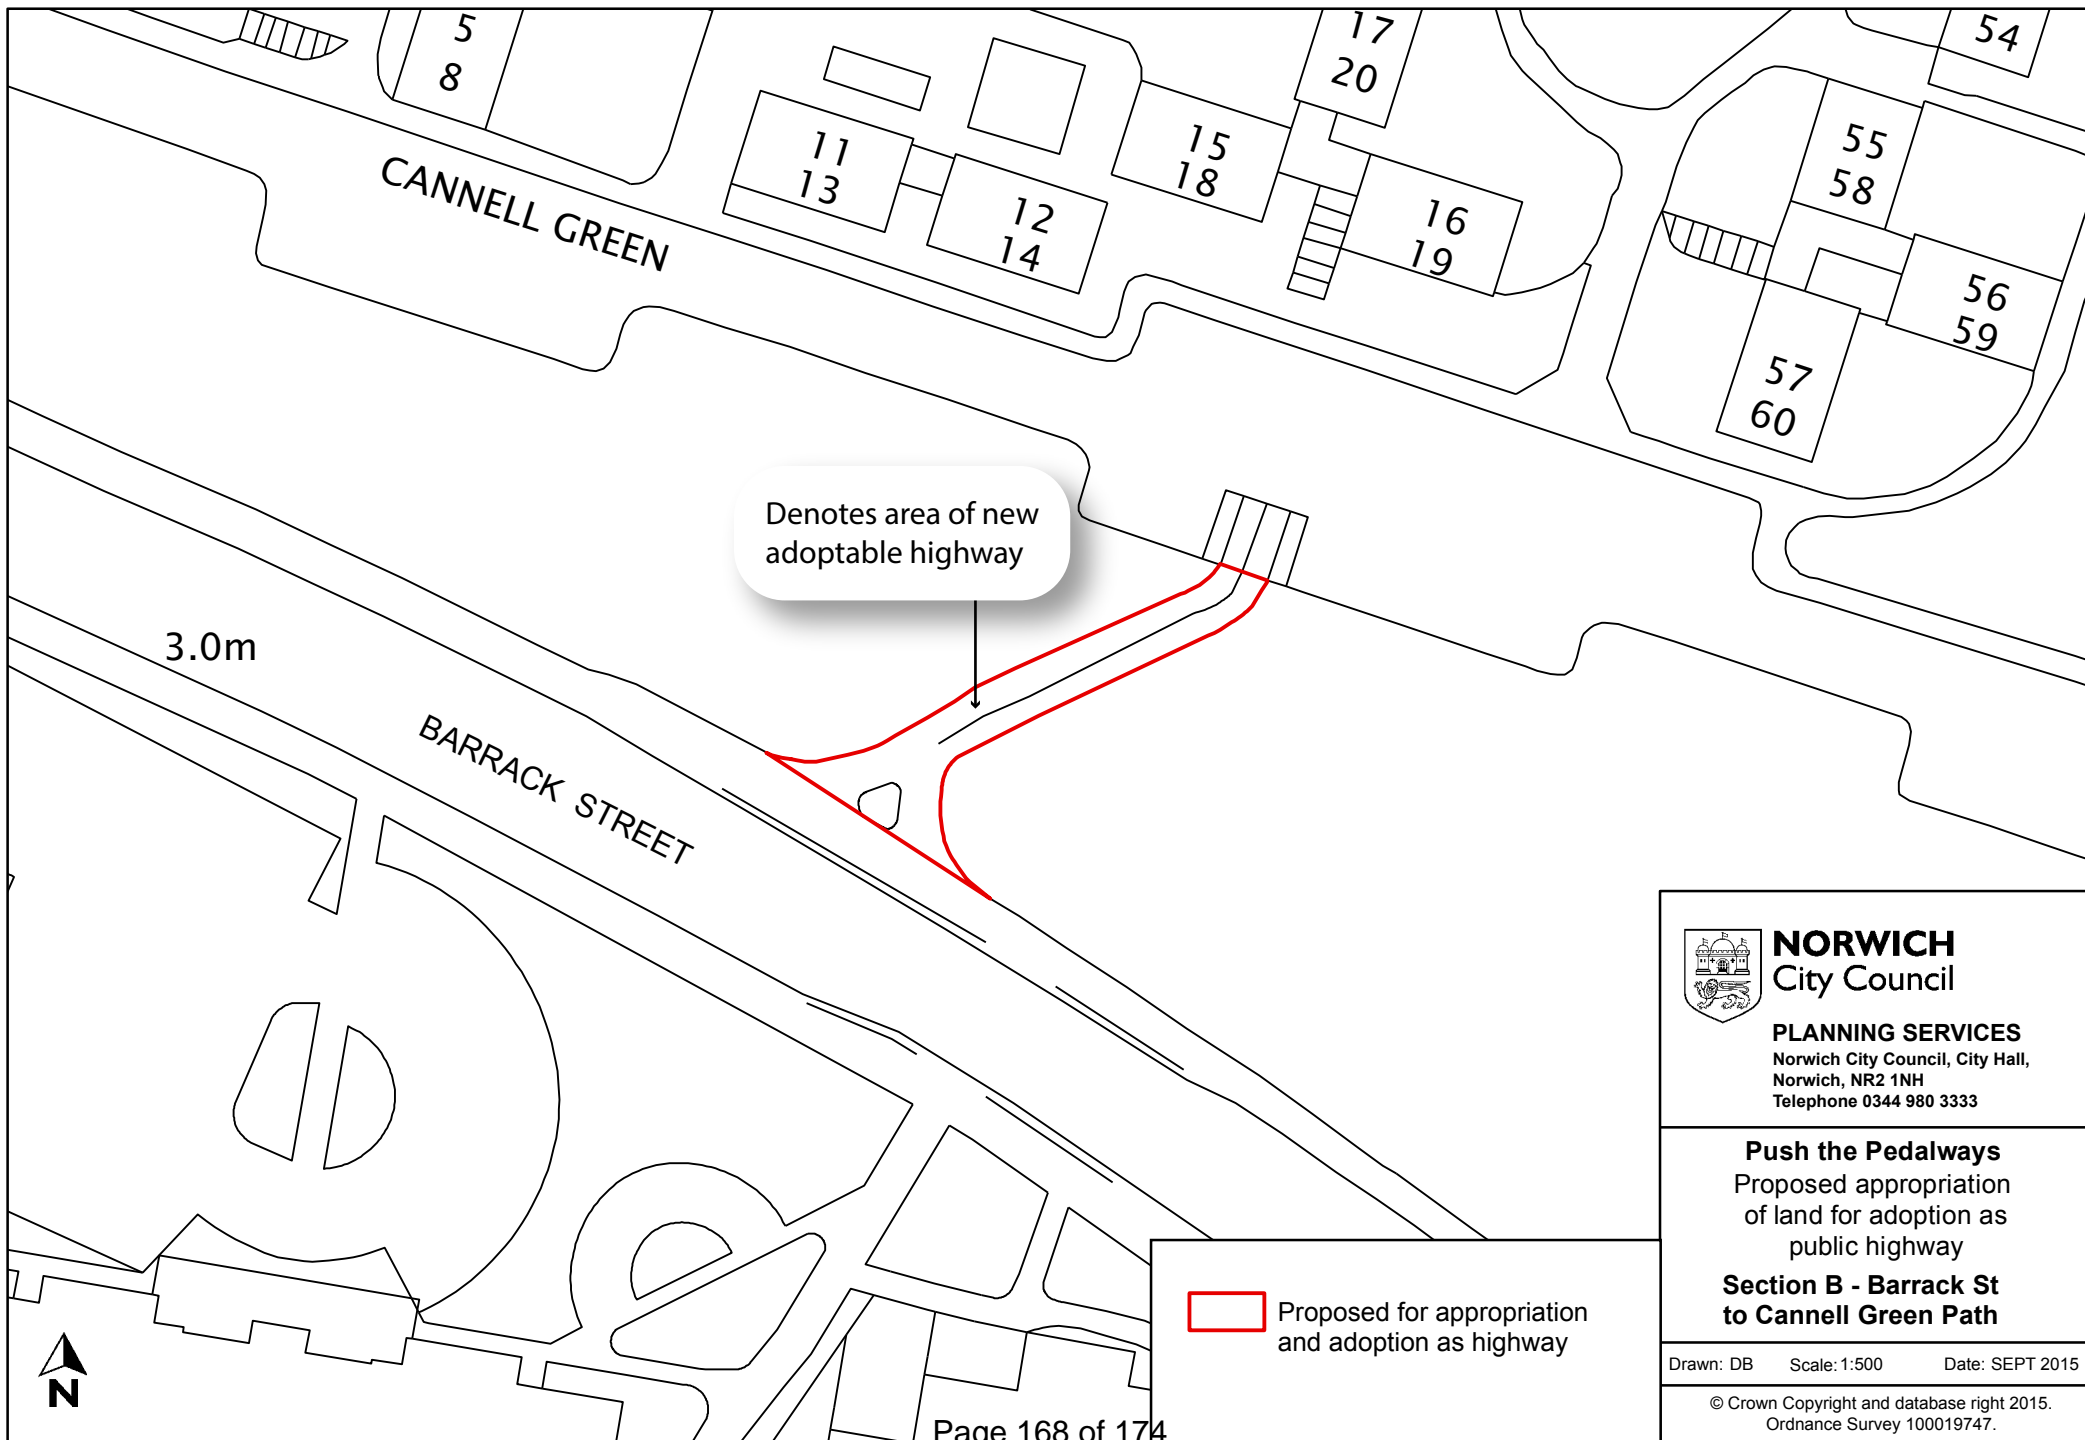 5
8
17
20
54
11
13
15
18
55
58
CANNELL GREEN
12
14
16
19
56
59
57
60
Denotes area of new
adoptable highway
3.0m
BARRACK STREET
NORWICH
City Council
PLANNING SERVICES
Norwich City Council, City Hall,
Norwich, NR2 1NH
Telephone 0344 980 3333
Push the Pedalways
Proposed appropriation
of land for adoption as
public highway
Section B - Barrack St
to Cannell Green Path
Proposed for appropriation
and adoption as highway
Drawn: DB Scale: 1:500 Date: SEPT 2015
© Crown Copyright and database right 2015.
Ordnance Survey 100019747.
N
Page 168 of 174